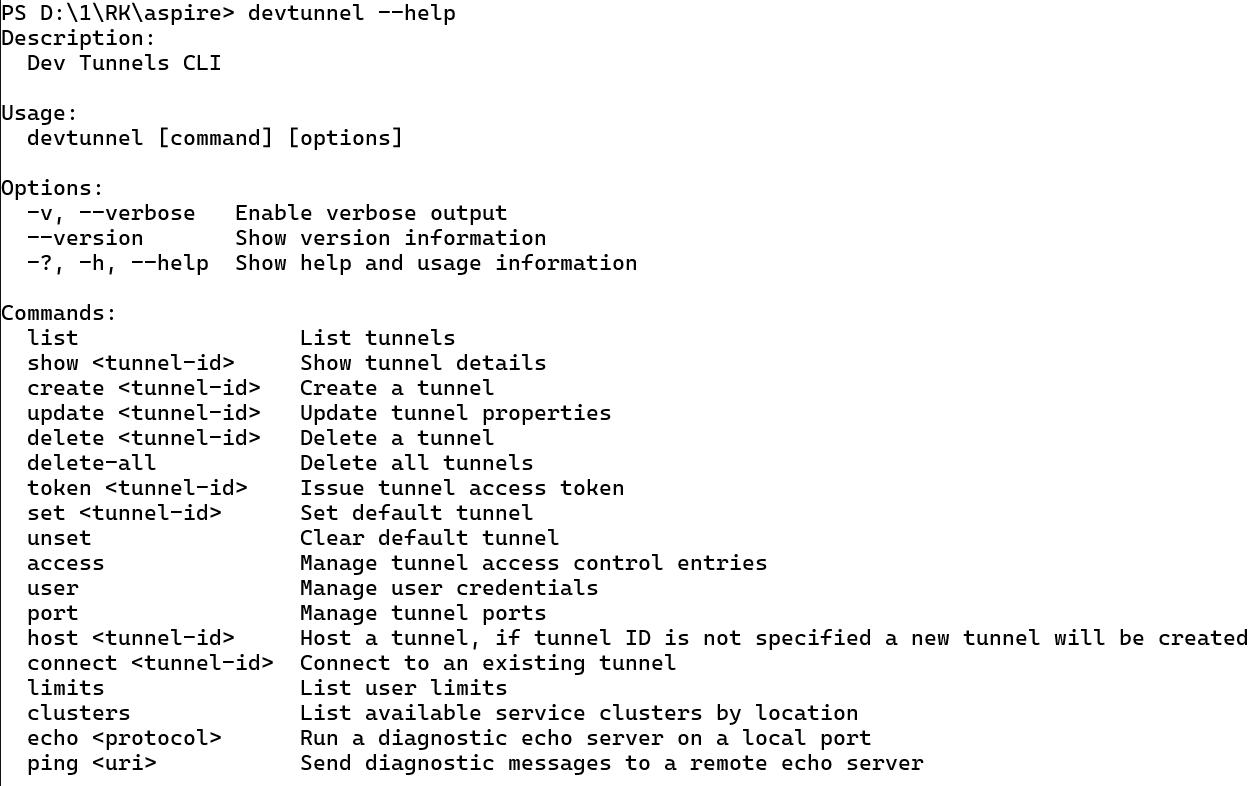 PS D:\1\RK\aspire> devtunnel --help
Description:
  Dev Tunnels CLI

Usage:
  devtunnel [command] [options]

Options:
  -v, --verbose   Enable verbose output
  --version       Show version information
  -?, -h, --help  Show help and usage information

Commands:
  list                 List tunnels
  show <tunnel-id>     Show tunnel details
  create <tunnel-id>   Create a tunnel
  update <tunnel-id>   Update tunnel properties
  delete <tunnel-id>   Delete a tunnel
  delete-all           Delete all tunnels
  token <tunnel-id>    Issue tunnel access token
  set <tunnel-id>      Set default tunnel
  unset                Clear default tunnel
  access               Manage tunnel access control entries
  user                 Manage user credentials
  port                 Manage tunnel ports
  host <tunnel-id>     Host a tunnel, if tunnel ID is not specified a new tunnel will be created
  connect <tunnel-id>  Connect to an existing tunnel
  limits               List user limits
  clusters             List available service clusters by location
  echo <protocol>      Run a diagnostic echo server on a local port
  ping <uri>           Send diagnostic messages to a remote echo server